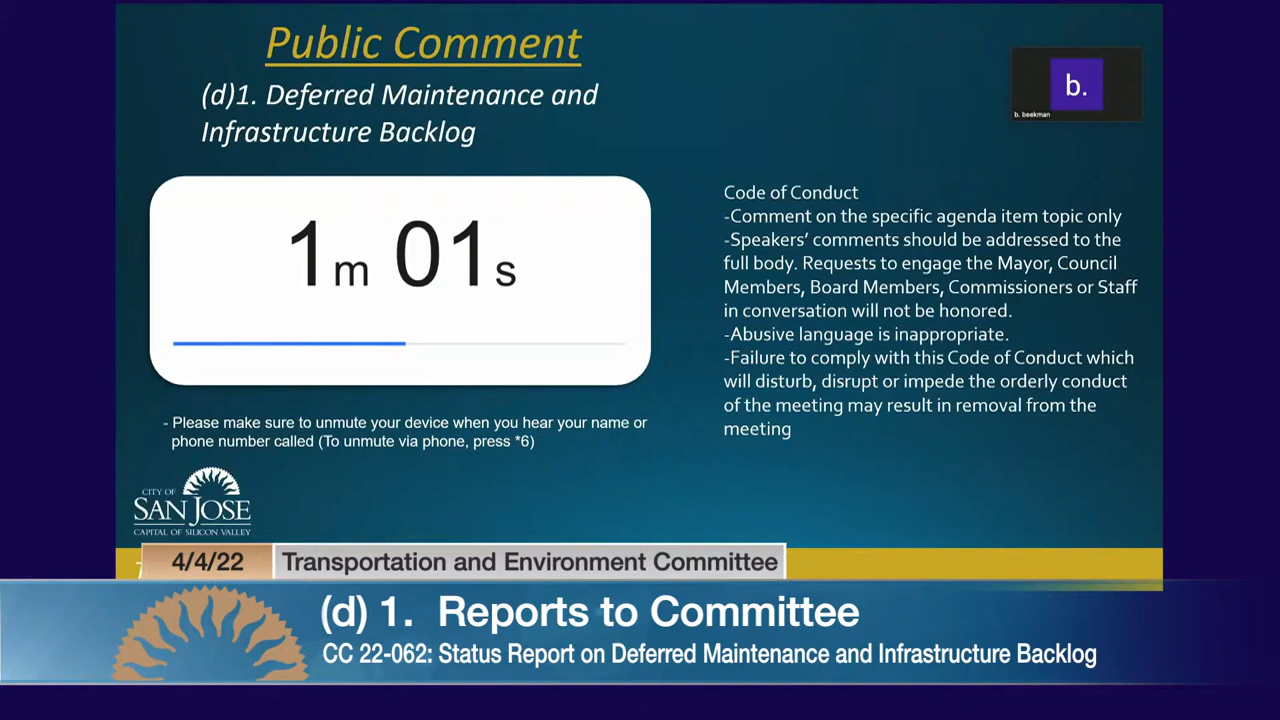 Public Comment
(d)1. Deferred Maintenance and
Infrastructure Backlog
b.
b. beekman
1m 01s
Code of Conduct
-Comment on the specific agenda item topic only
-Speakers' comments should be addressed to the
full body. Requests to engage the Mayor, Council
Members, Board Members, Commissioners or Staff
in conversation will not be honored.
-Abusive language is inappropriate.
-Failure to comply with this Code of Conduct which
will disturb, disrupt or impede the orderly conduct
of the meeting may result in removal from the
meeting
- Please make sure to unmute your device when you hear your name or
phone number called (To unmute via phone, press *6)
CITY OF
SAN JOSE
CAPITAL OF SILICON VALLEY
4/4/22 Transportation and Environment Committee
(d) 1. Reports to Committee
CC 22-062: Status Report on Deferred Maintenance and Infrastructure Backlog